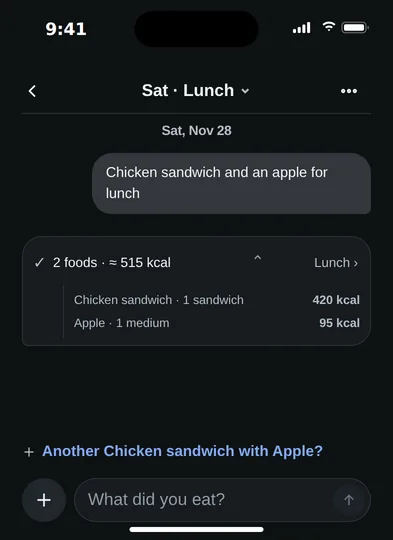 9:41
Sat · Lunch
Sat, Nov 28
Chicken sandwich and an apple for
lunch
✓ 2 foods · ≈ 515 kcal
Lunch ›
Chicken sandwich · 1 sandwich
420 kcal
Apple · 1 medium
95 kcal
+ Another Chicken sandwich with Apple?
What did you eat?